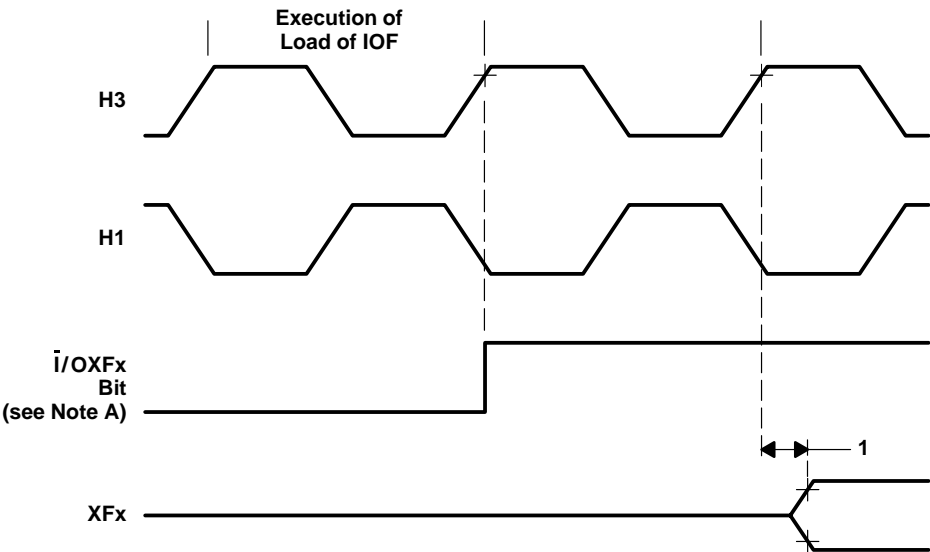 Execution of
Load of IOF
H3
H1
Ī/OXFx
Bit
(see Note A)
1
XFx